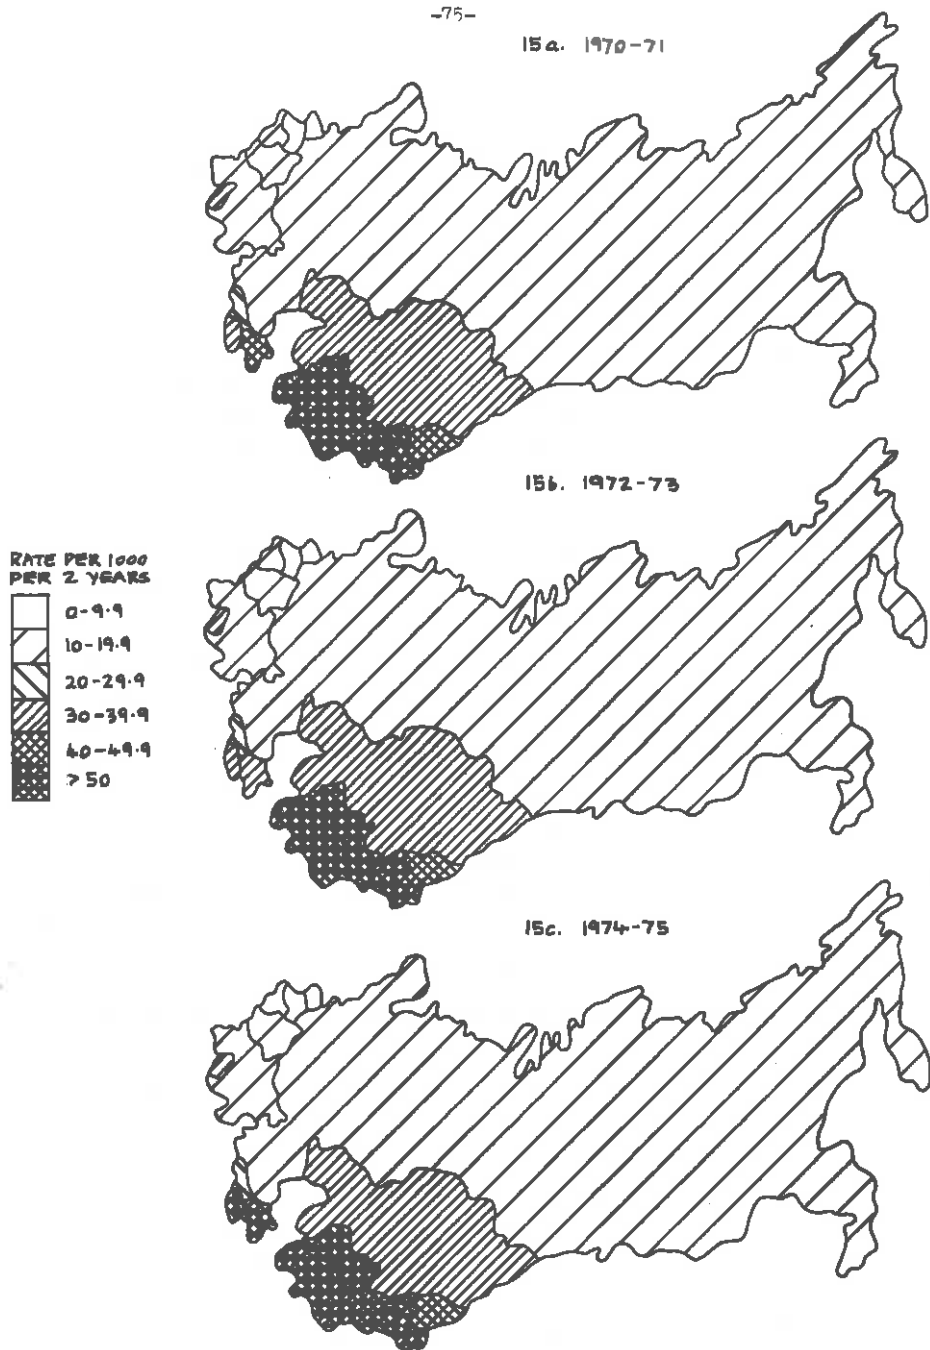 -75-
15a. 1970-71
15b. 1972-73
RATE PER 1000
PER 2 YEARS
0-9.9
10-19.9
20-29.9
30-39.9
40-49.9
>50
15c. 1974-75